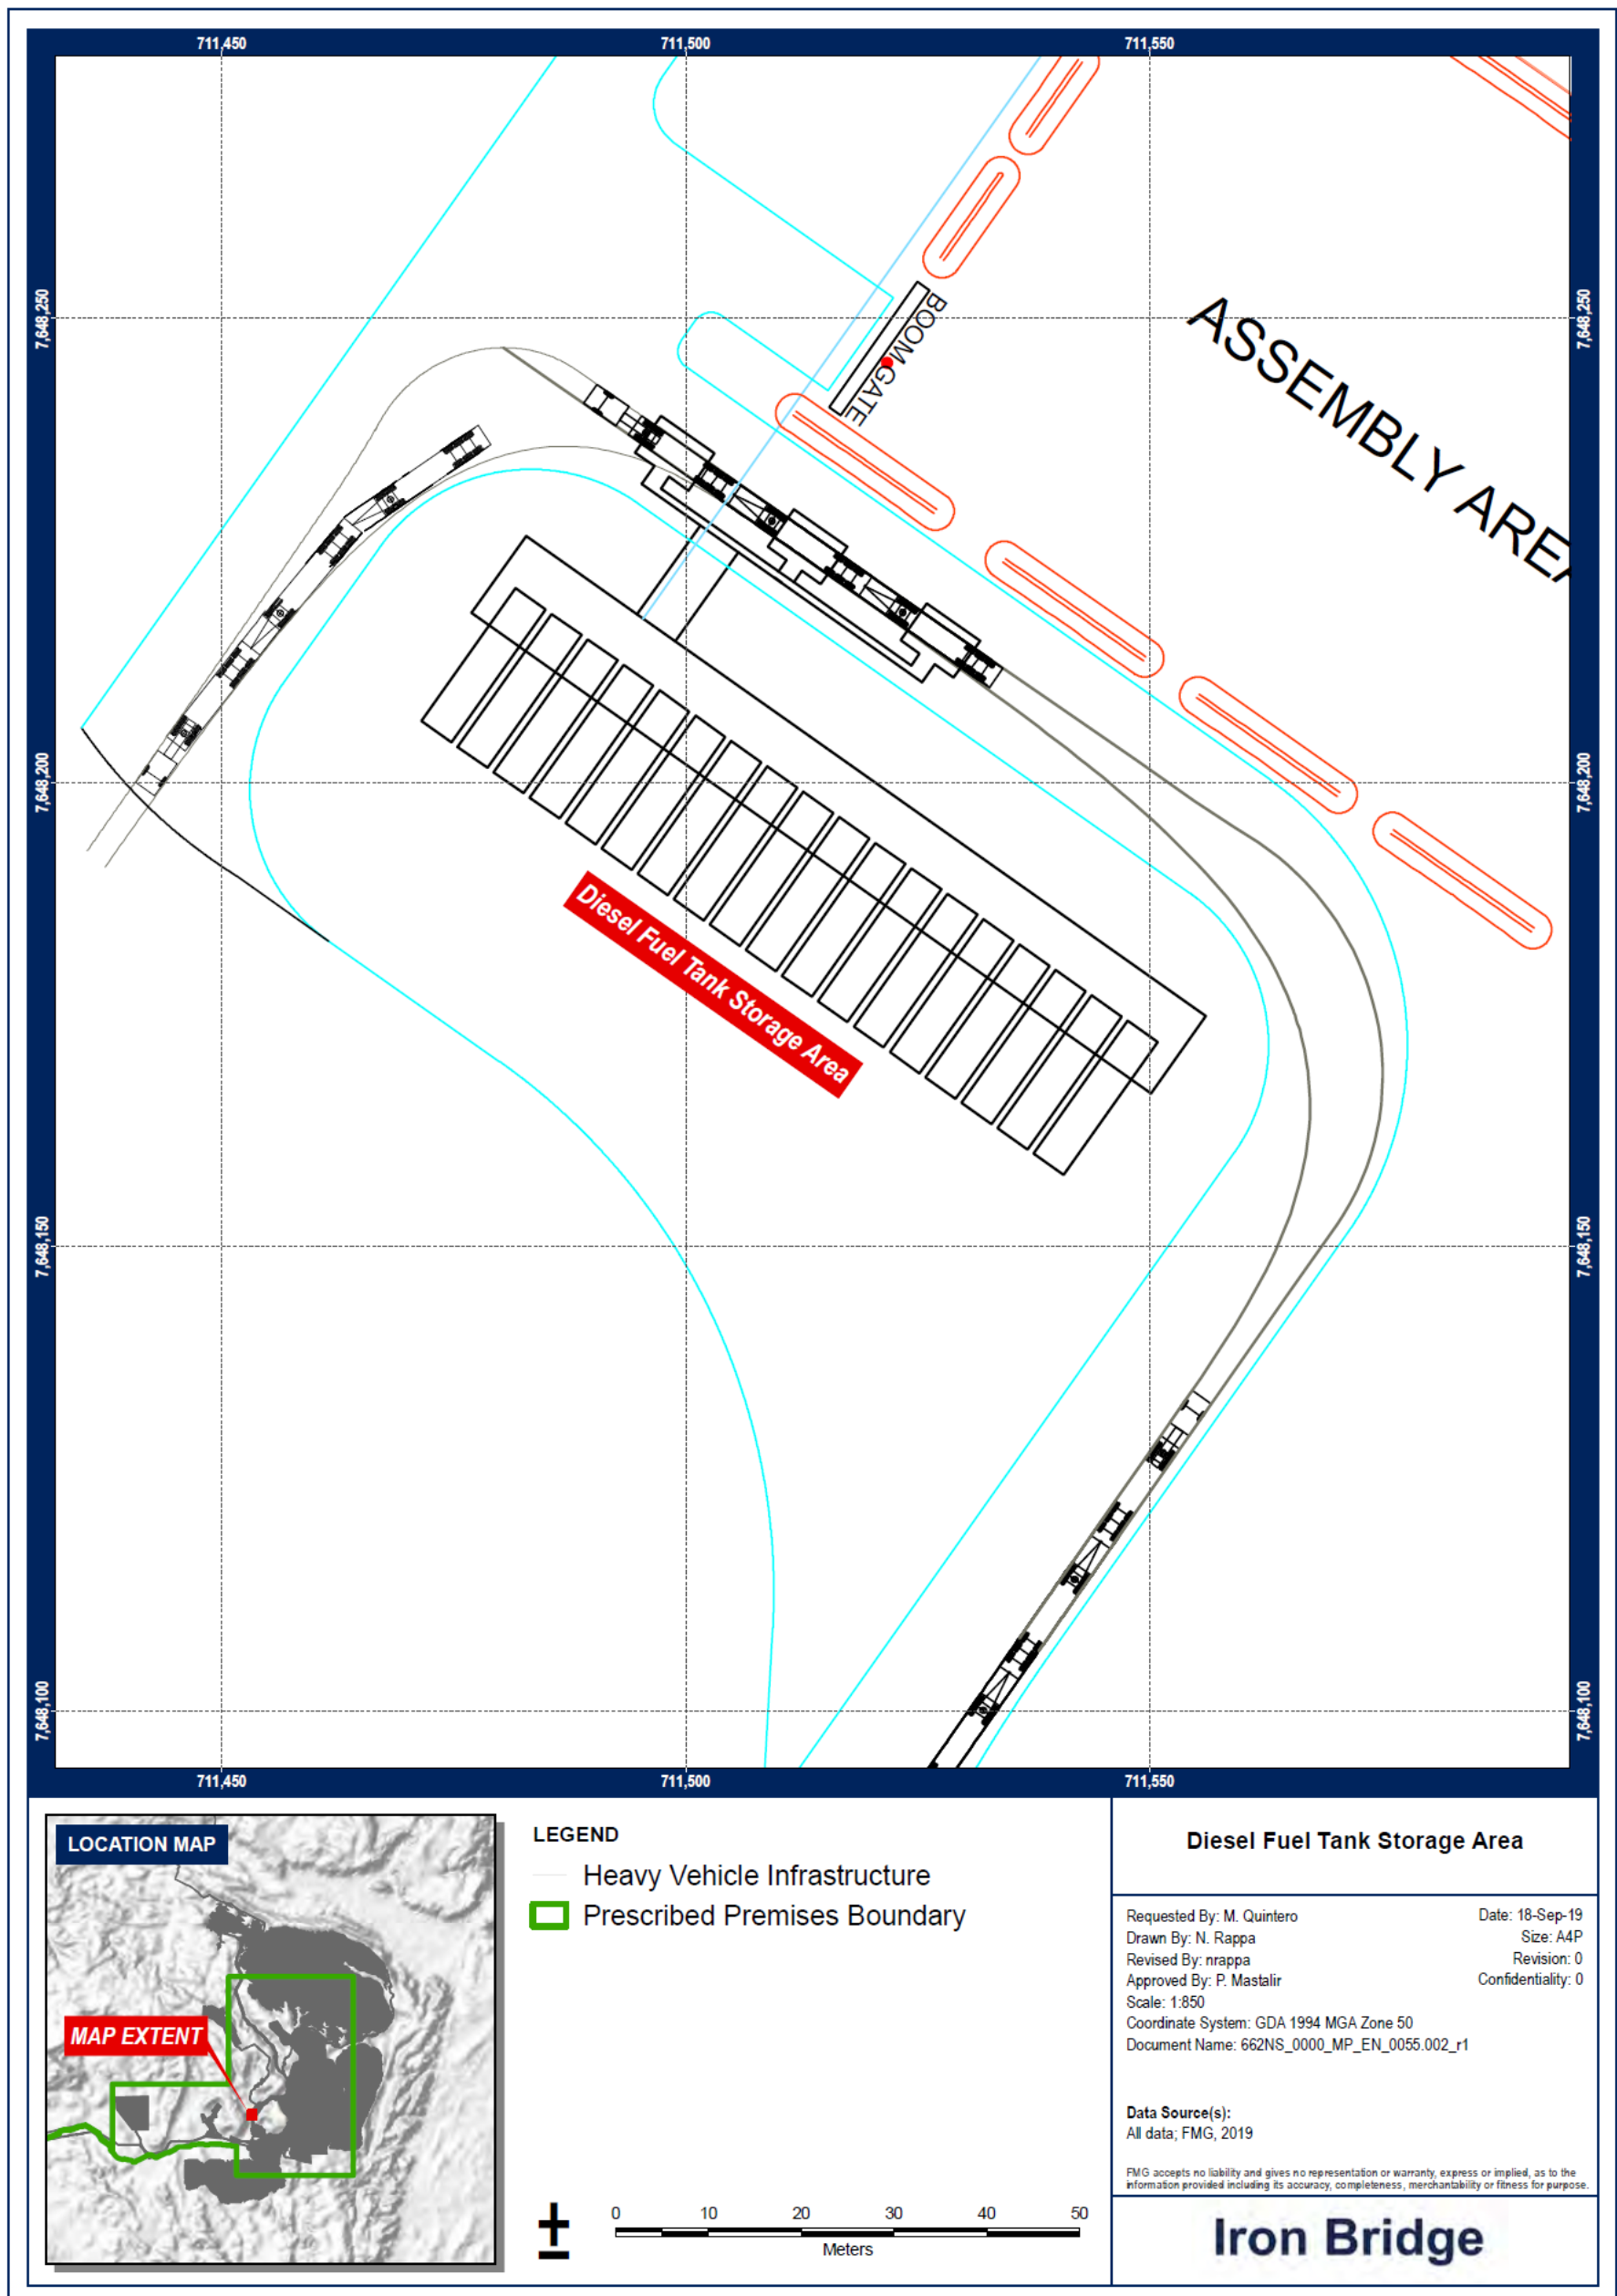 711,450
711,500
711,550
7,648,250
7,648,250
BOOM GATE
ASSEMBLY AREA
7,648,200
7,648,200
Diesel Fuel Tank Storage Area
7,648,150
7,648,150
7,648,100
7,648,100
711,450
711,500
711,550
LOCATION MAP
MAP EXTENT
LEGEND
Heavy Vehicle Infrastructure
Prescribed Premises Boundary
0 10 20 30 40 50
Meters
Diesel Fuel Tank Storage Area
Requested By: M. Quintero
Date: 18-Sep-19
Drawn By: N. Rappa
Size: A4P
Revised By: nrappa
Revision: 0
Approved By: P. Mastalir
Confidentiality: 0
Scale: 1:850
Coordinate System: GDA 1994 MGA Zone 50
Document Name: 662NS_0000_MP_EN_0055.002_r1
Data Source(s):
All data; FMG, 2019
FMG accepts no liability and gives no representation or warranty, express or implied, as to the
information provided including its accuracy, completeness, merchantability or fitness for purpose.
Iron Bridge